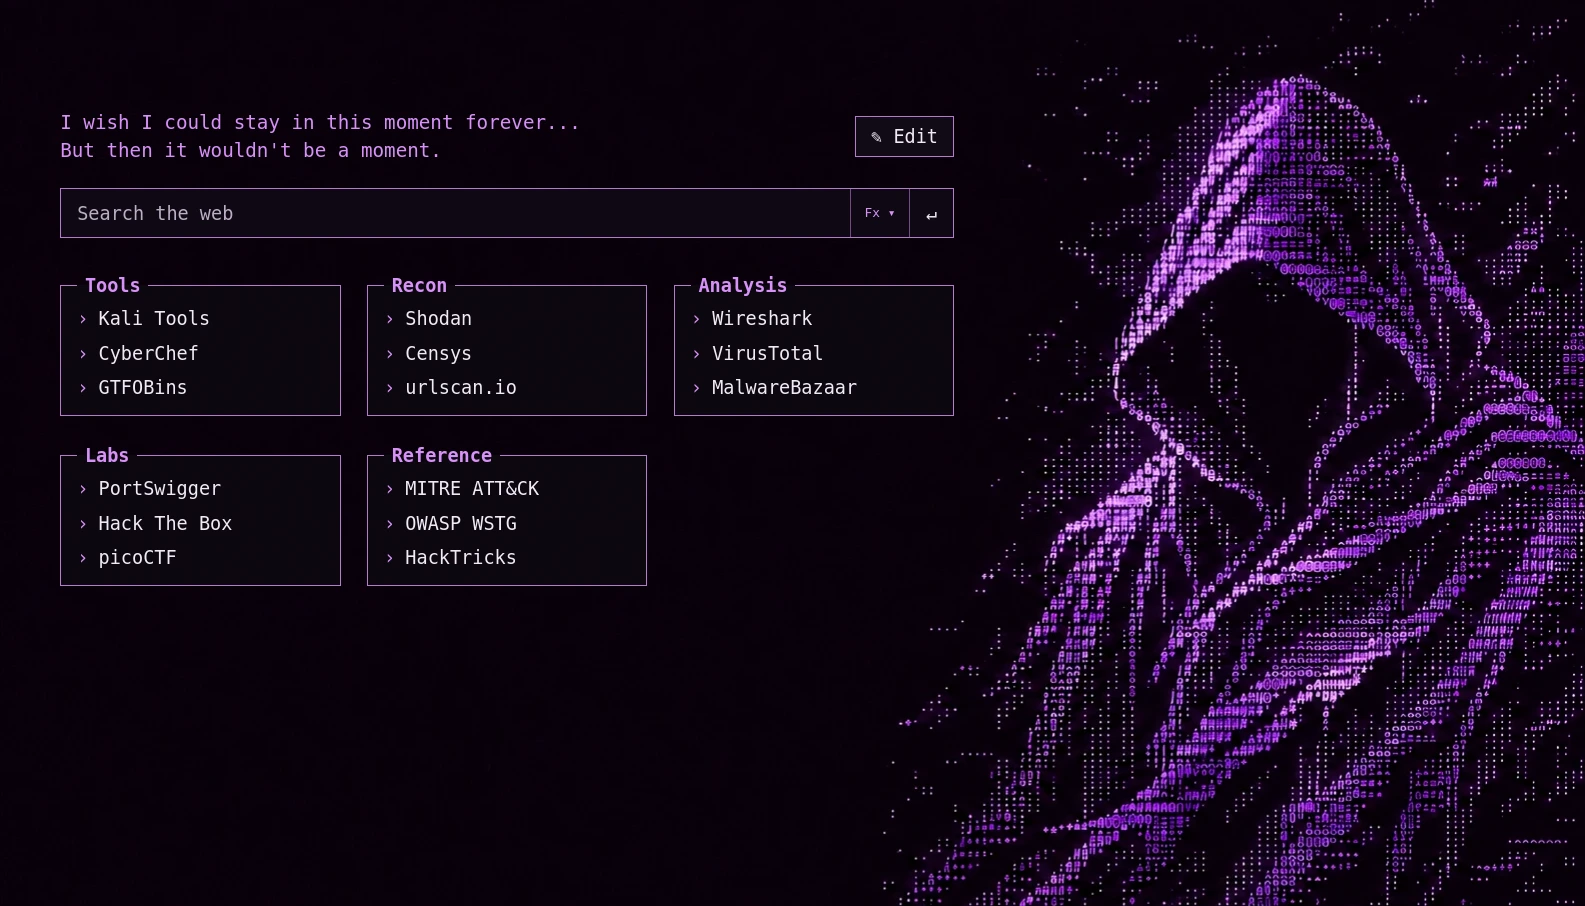 I wish I could stay in this moment forever...
But then it wouldn't be a moment.
✎ Edit
Search the web
Fx ▾
↵
Tools
› Kali Tools
› CyberChef
› GTFOBins
Recon
› Shodan
› Censys
› urlscan.io
Analysis
› Wireshark
› VirusTotal
› MalwareBazaar
Labs
› PortSwigger
› Hack The Box
› picoCTF
Reference
› MITRE ATT&CK
› OWASP WSTG
› HackTricks